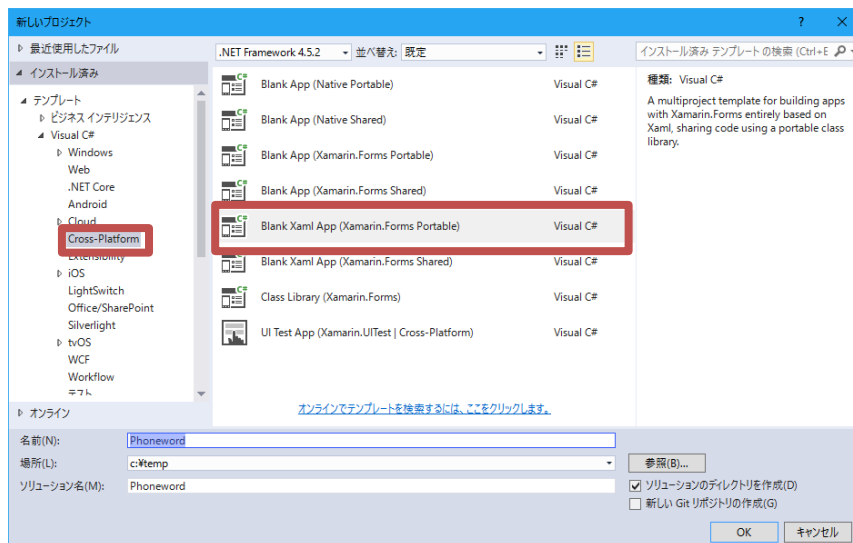 新しいプロジェクト
? ×
最近使用したファイル
.NET Framework 4.5.2
並べ替え: 既定
インストール済み テンプレート の検索 (Ctrl+E
インストール済み
テンプレート
ビジネス インテリジェンス
Visual C#
Windows
Web
.NET Core
Android
Cloud
Cross-Platform
Extensibility
iOS
LightSwitch
Office/SharePoint
Silverlight
tvOS
WCF
Workflow
テスト
オンライン
Blank App (Native Portable) Visual C#
Blank App (Native Shared) Visual C#
Blank App (Xamarin.Forms Portable) Visual C#
Blank App (Xamarin.Forms Shared) Visual C#
Blank Xaml App (Xamarin.Forms Portable) Visual C#
Blank Xaml App (Xamarin.Forms Shared) Visual C#
Class Library (Xamarin.Forms) Visual C#
UI Test App (Xamarin.UITest | Cross-Platform) Visual C#
オンラインでテンプレートを検索するには、ここをクリックします。
種類: Visual C#
A multiproject template for building apps
with Xamarin.Forms entirely based on
Xaml, sharing code using a portable class
library.
名前(N): Phoneword
場所(L): c:¥temp
参照(B)...
ソリューション名(M): Phoneword
ソリューションのディレクトリを作成(D)
新しい Git リポジトリの作成(G)
OK
キャンセル